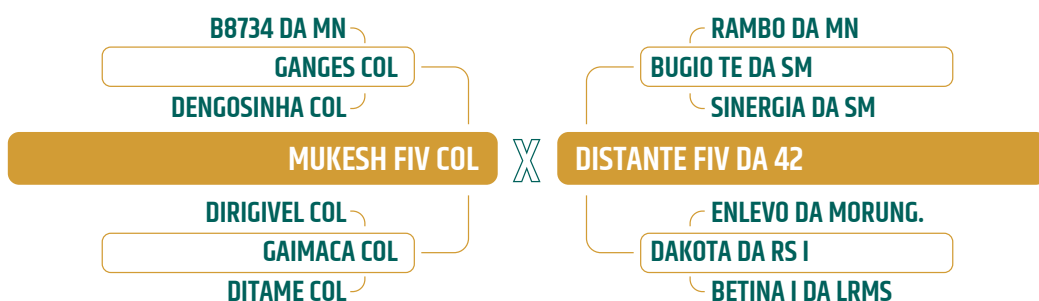 B8734 DA MN
GANGES COL
DENGOSINHA COL
RAMBO DA MN
BUGIO TE DA SM
SINERGIA DA SM
MUKESH FIV COL X DISTANTE FIV DA 42
DIRIGIVEL COL
GAIMACA COL
DITAME COL
ENLEVO DA MORUNG.
DAKOTA DA RS I
BETINA I DA LRMS